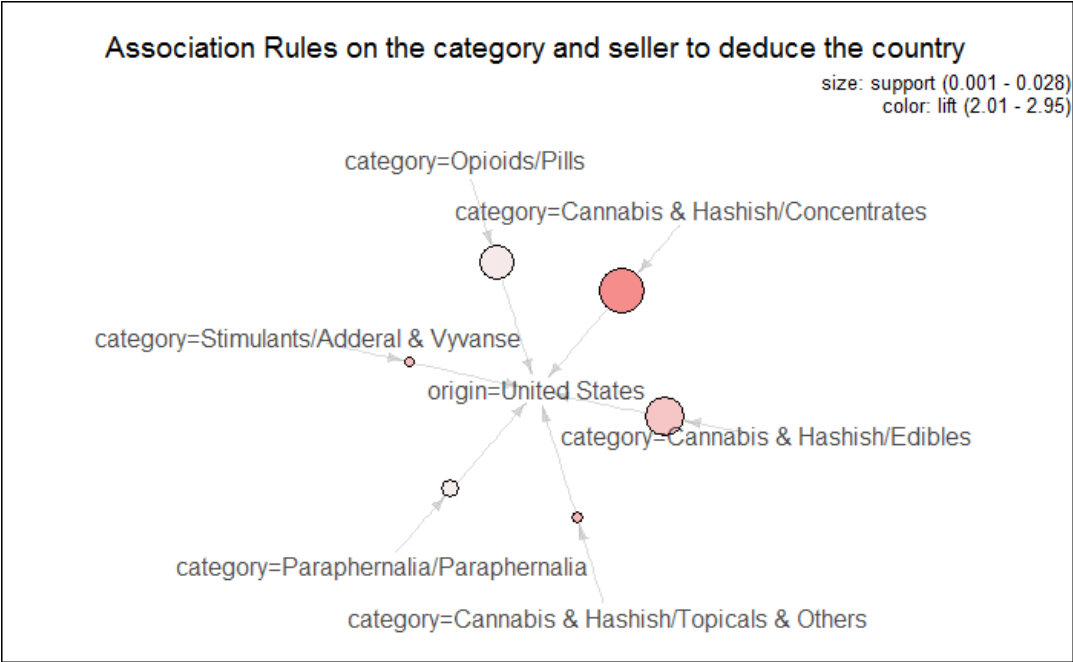 Association Rules on the category and seller to deduce the country
size: support (0.001 - 0.028)
color: lift (2.01 - 2.95)
category=Opioids/Pills
category=Cannabis & Hashish/Concentrates
category=Stimulants/Adderal & Vyvanse
origin=United States
category=Cannabis & Hashish/Edibles
category=Paraphernalia/Paraphernalia
category=Cannabis & Hashish/Topicals & Others